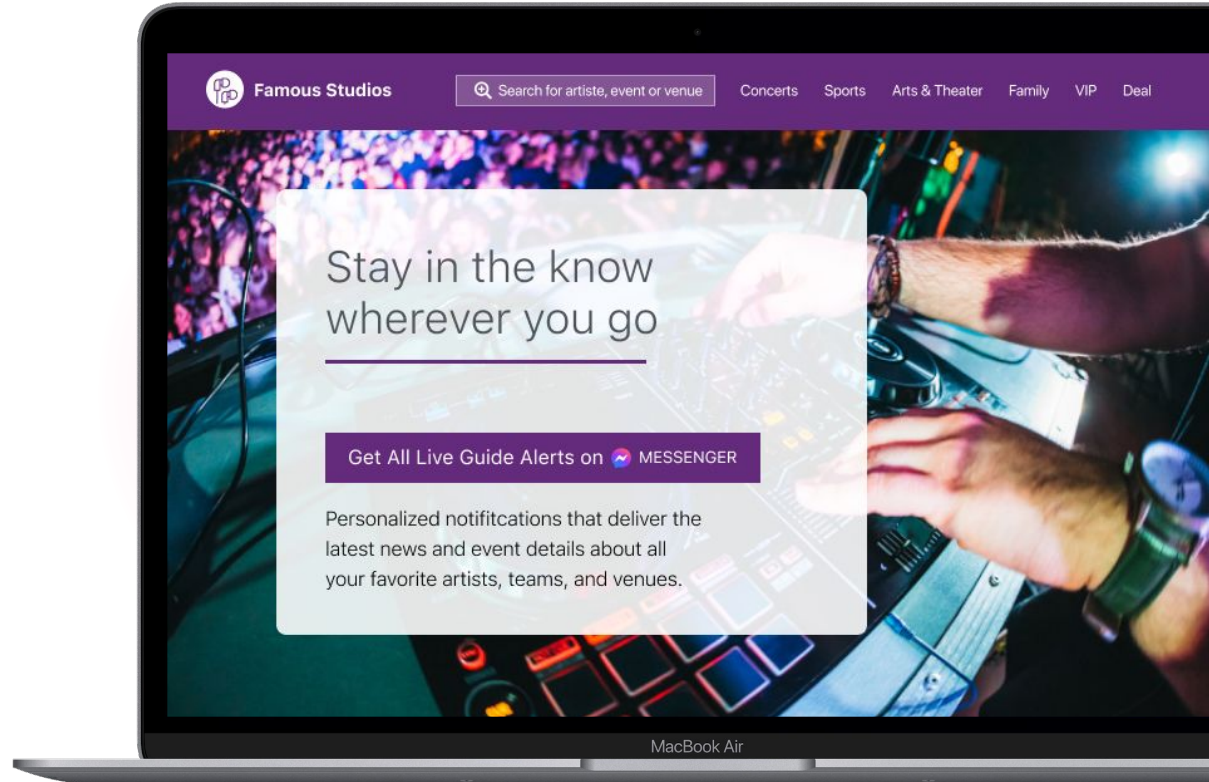 Famous Studios
Search for artiste, event or venue
Concerts
Sports
Arts & Theater
Family
VIP
Deal
Stay in the know
wherever you go
Get All Live Guide Alerts on MESSENGER
Personalized notifitcations that deliver the
latest news and event details about all
your favorite artists, teams, and venues.
MacBook Air